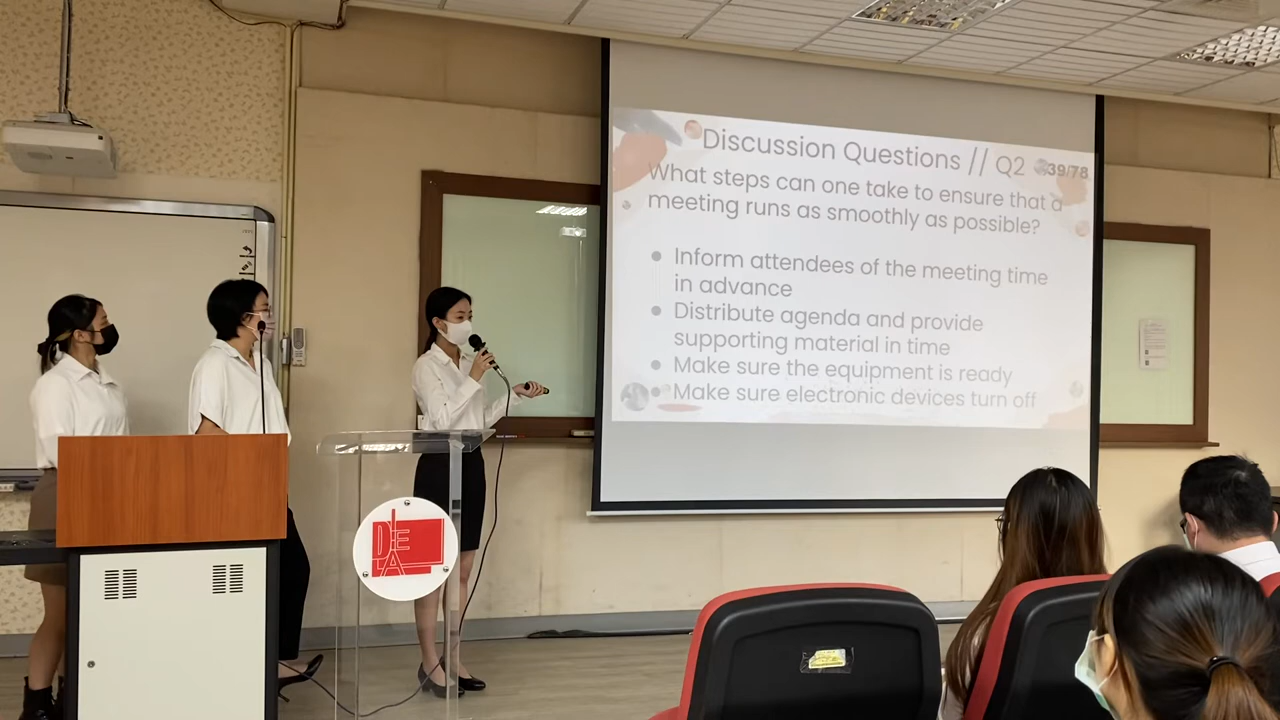 Discussion Questions // Q2
39/78
What steps can one take to ensure that a
meeting runs as smoothly as possible?
● Inform attendees of the meeting time
in advance
● Distribute agenda and provide
supporting material in time
● Make sure the equipment is ready
● Make sure electronic devices turn off
DLE
LA